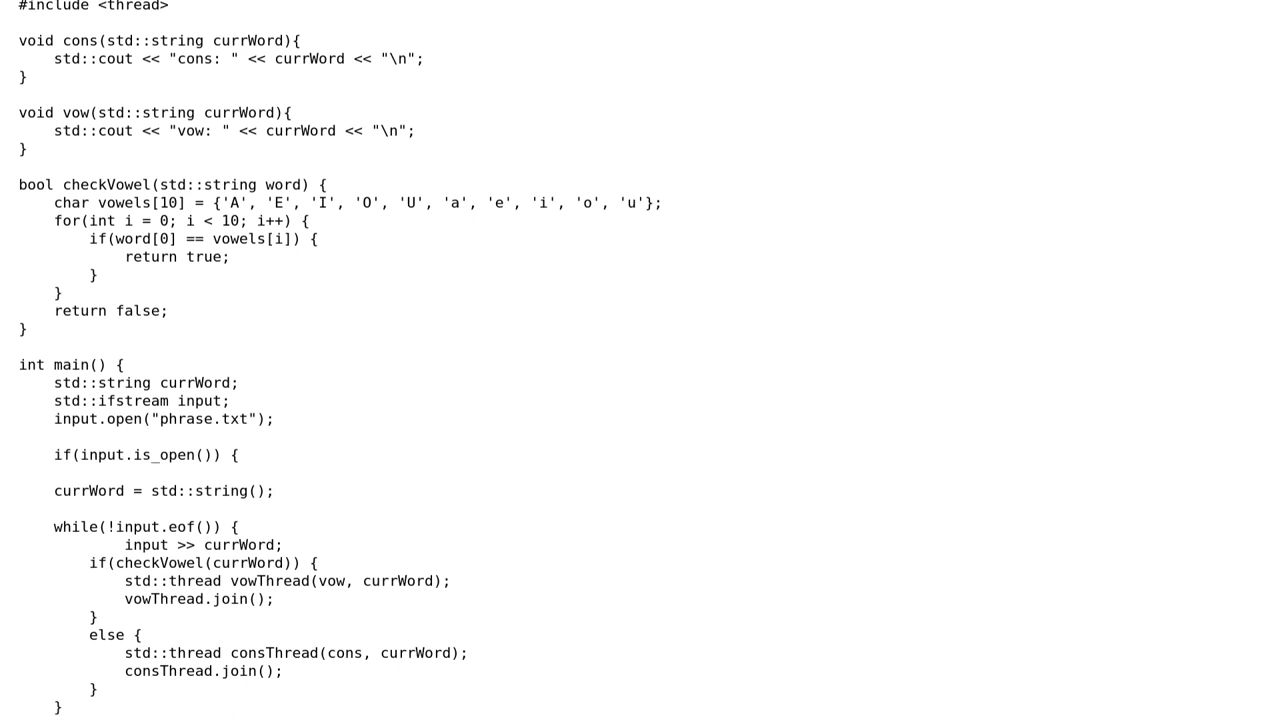 #include <thread>

void cons(std::string currWord){
    std::cout << "cons: " << currWord << "\n";
}

void vow(std::string currWord){
    std::cout << "vow: " << currWord << "\n";
}

bool checkVowel(std::string word) {
    char vowels[10] = {'A', 'E', 'I', 'O', 'U', 'a', 'e', 'i', 'o', 'u'};
    for(int i = 0; i < 10; i++) {
        if(word[0] == vowels[i]) {
            return true;
        }
    }
    return false;
}

int main() {
    std::string currWord;
    std::ifstream input;
    input.open("phrase.txt");

    if(input.is_open()) {

    currWord = std::string();

    while(!input.eof()) {
            input >> currWord;
        if(checkVowel(currWord)) {
            std::thread vowThread(vow, currWord);
            vowThread.join();
        }
        else {
            std::thread consThread(cons, currWord);
            consThread.join();
        }
    }